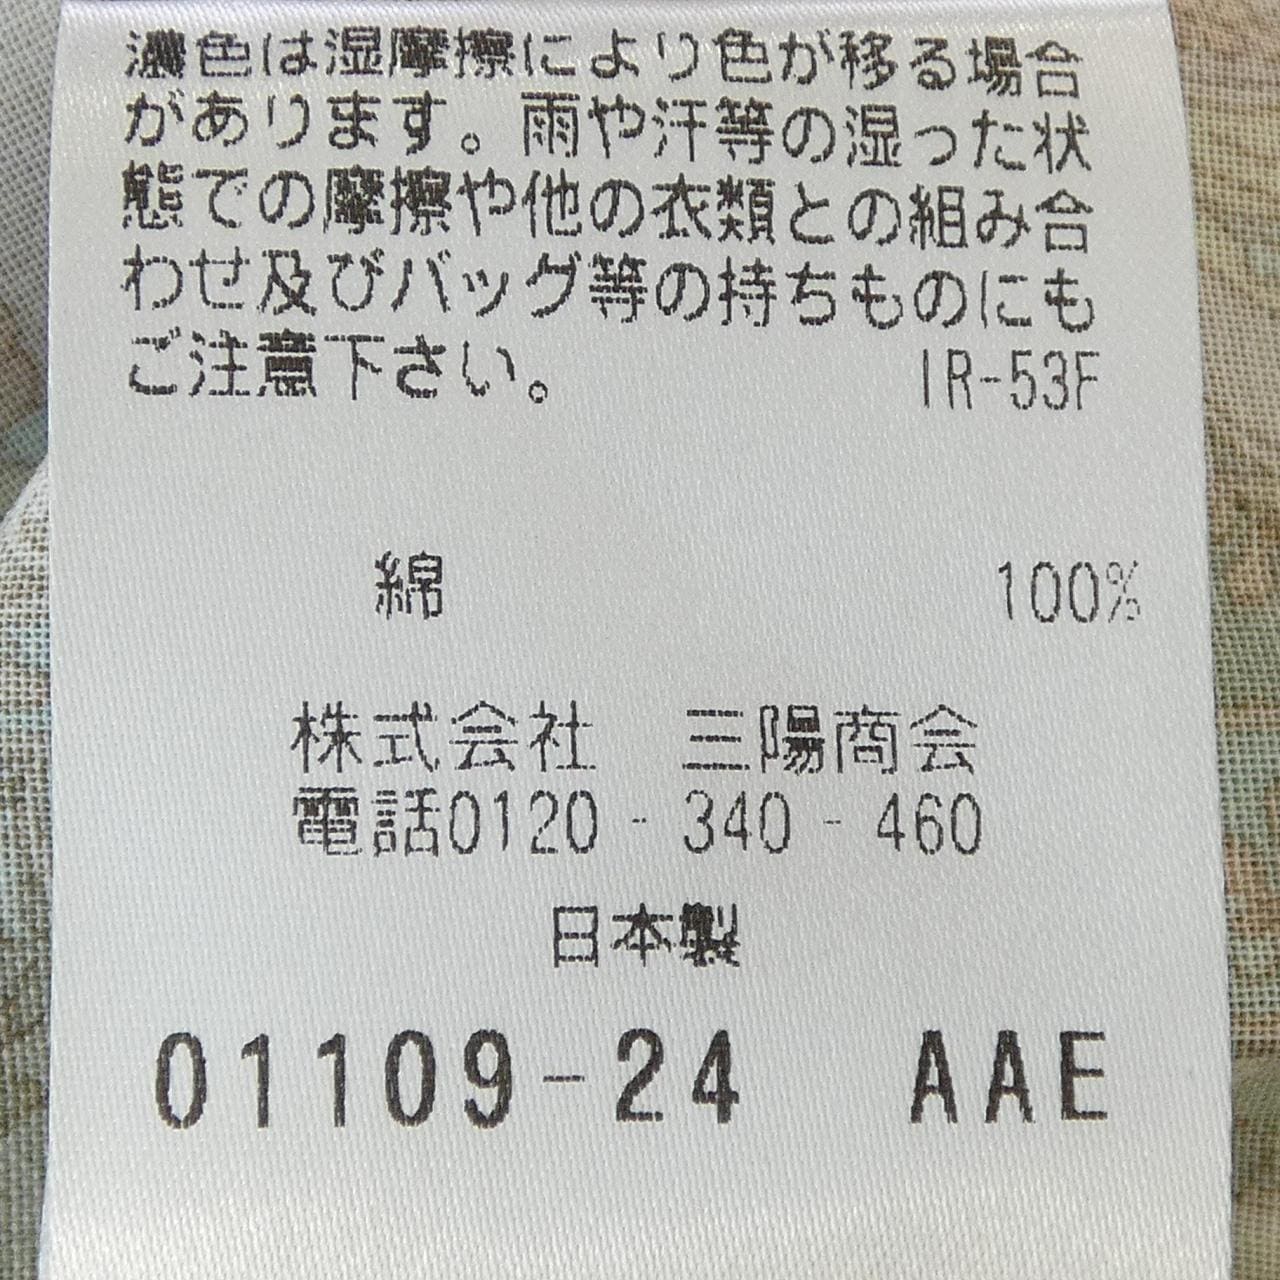 濃色は湿摩擦により色が移る場合
があります。雨や汗等の湿った状
態での摩擦や他の衣類との組み合
わせ及びバッグ等の持ちものにも
ご注意下さい。 IR-53F
綿 100%
株式会社 三陽商会
電話0120-340-460
日本製
01109-24 AAE